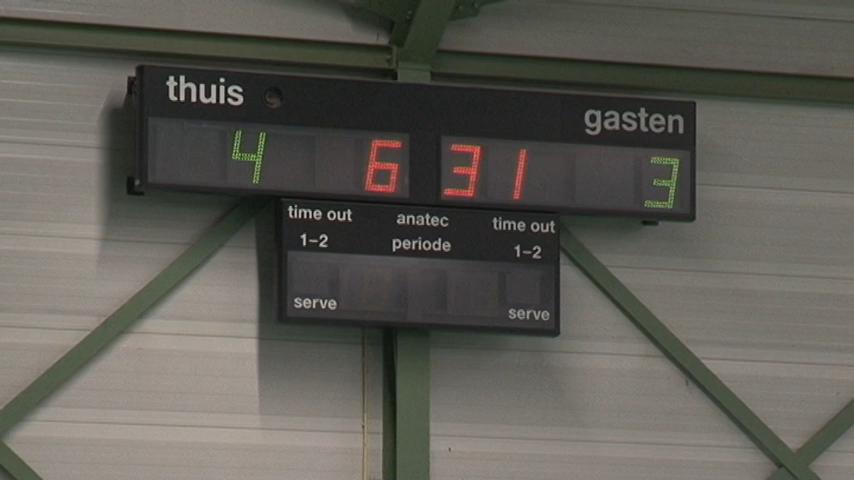 thuis
gasten
4 6 31 3
time out anatec time out
1-2 periode 1-2
serve serve